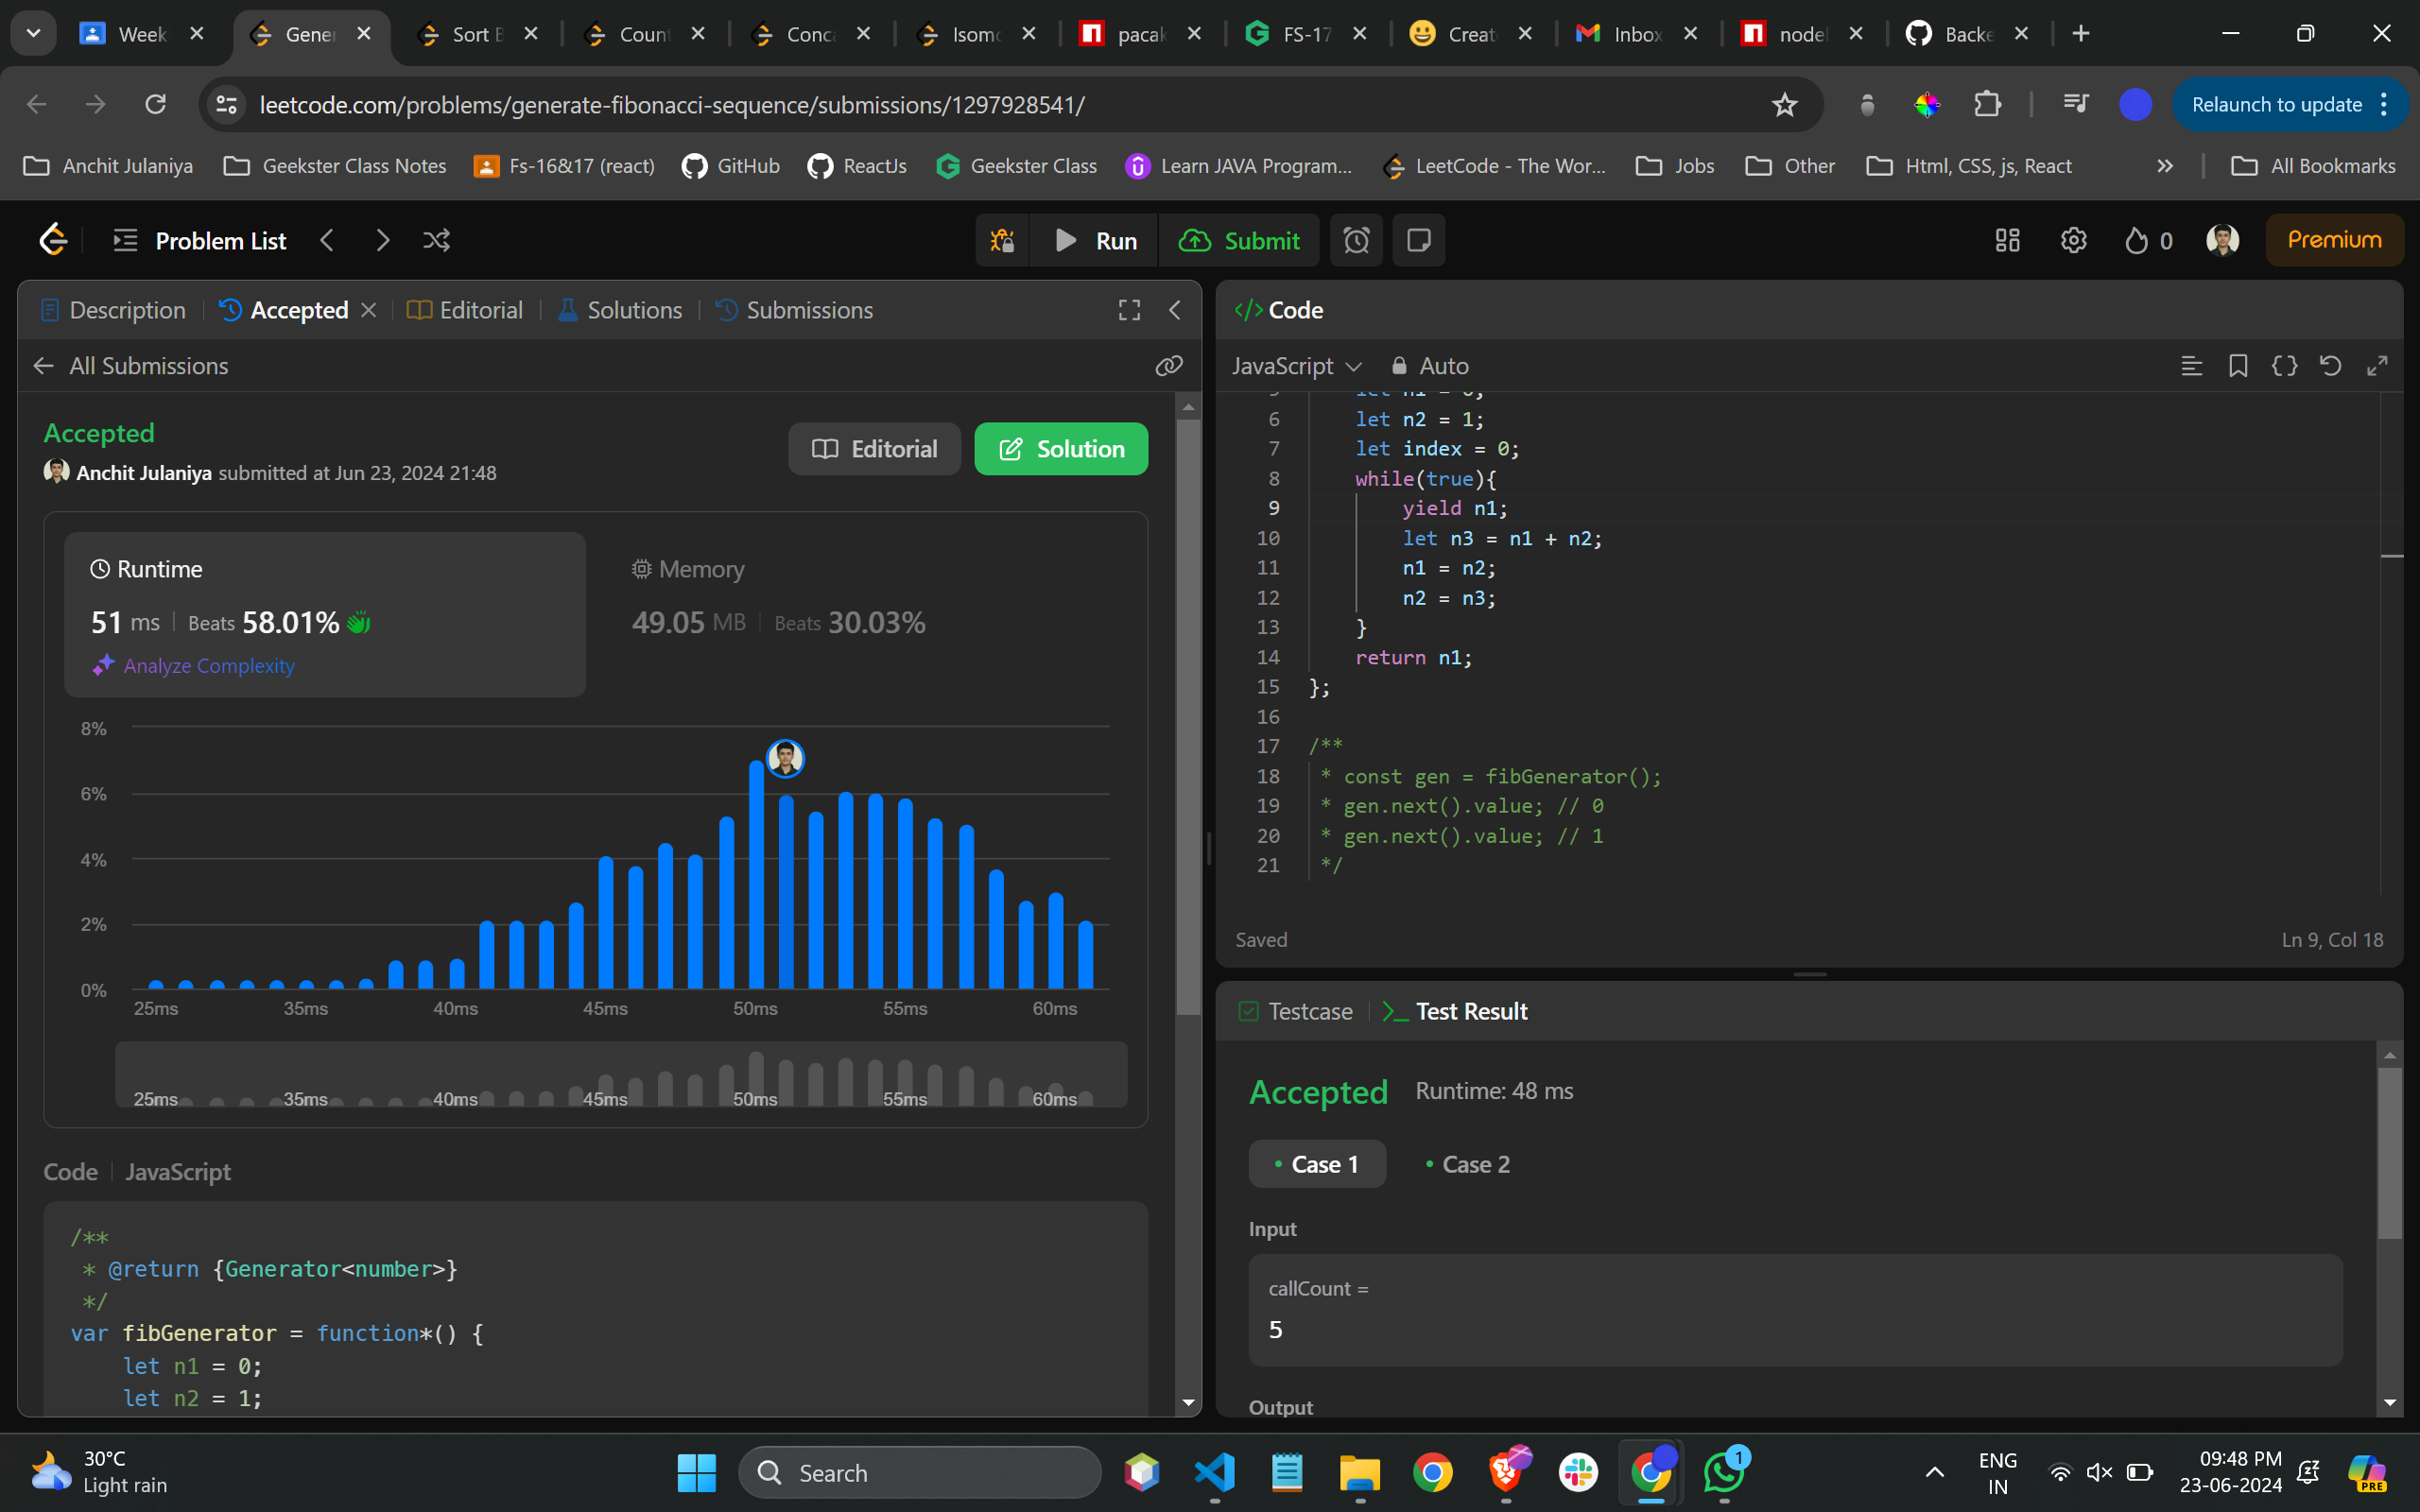 Week
Gener
Sort B
Count
Conca
Isomo
pacak
FS-17
Creat
Inbox
node
Backe
leetcode.com/problems/generate-fibonacci-sequence/submissions/1297928541/
Relaunch to update
Anchit Julaniya
Geekster Class Notes
Fs-16&17 (react)
GitHub
ReactJs
Geekster Class
Learn JAVA Program...
LeetCode - The Wor...
Jobs
Other
Html, CSS, js, React
All Bookmarks
Problem List
Run
Submit
0
Premium
Description
Accepted
Editorial
Solutions
Submissions
All Submissions
Accepted
Anchit Julaniya submitted at Jun 23, 2024 21:48
Editorial
Solution
Runtime
51 ms | Beats 58.01%
Analyze Complexity
Memory
49.05 MB | Beats 30.03%
8%
6%
4%
2%
0%
25ms 35ms 40ms 45ms 50ms 55ms 60ms
25ms 35ms 40ms 45ms 50ms 55ms 60ms
Code | JavaScript
/**
* @return {Generator<number>}
*/
var fibGenerator = function*() {
let n1 = 0;
let n2 = 1;
</> Code
JavaScript
Auto
5 let n1 = 0;
6 let n2 = 1;
7 let index = 0;
8 while(true){
9 yield n1;
10 let n3 = n1 + n2;
11 n1 = n2;
12 n2 = n3;
13 }
14 return n1;
15 };
16
17 /**
18 * const gen = fibGenerator();
19 * gen.next().value; // 0
20 * gen.next().value; // 1
21 */
Saved
Ln 9, Col 18
Testcase
Test Result
Accepted Runtime: 48 ms
Case 1
Case 2
Input
callCount =
5
Output
30°C
Light rain
Search
1
ENG
IN
09:48 PM
23-06-2024
PRE